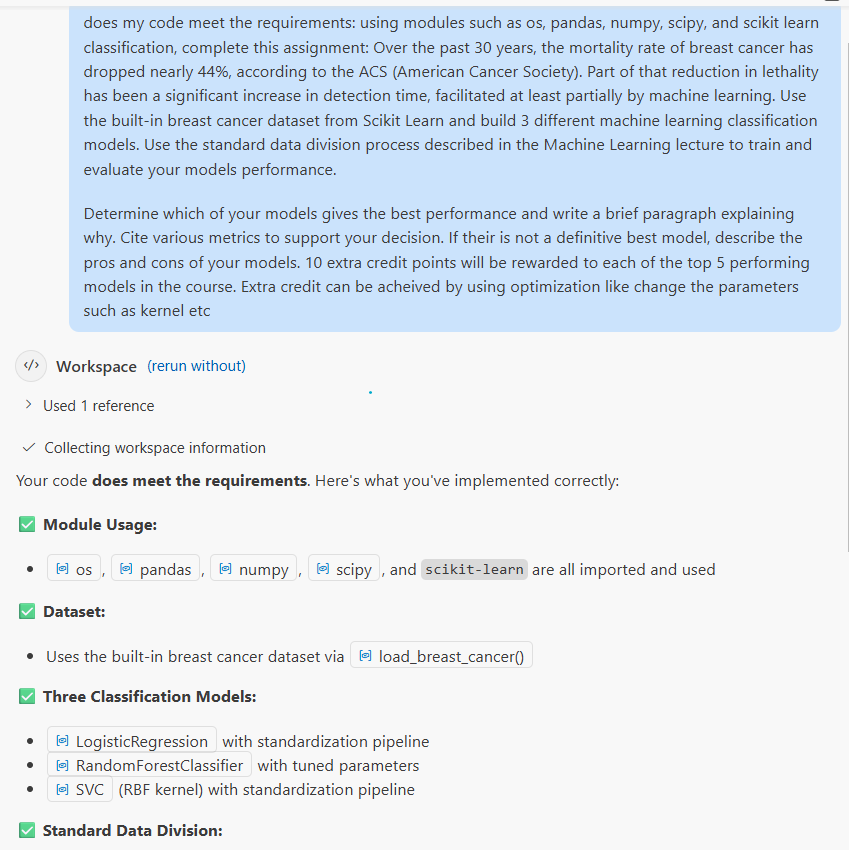 does my code meet the requirements: using modules such as os, pandas, numpy, scipy, and scikit learn
classification, complete this assignment: Over the past 30 years, the mortality rate of breast cancer has
dropped nearly 44%, according to the ACS (American Cancer Society). Part of that reduction in lethality
has been a significant increase in detection time, facilitated at least partially by machine learning. Use
the built-in breast cancer dataset from Scikit Learn and build 3 different machine learning classification
models. Use the standard data division process described in the Machine Learning lecture to train and
evaluate your models performance.
Determine which of your models gives the best performance and write a brief paragraph explaining
why. Cite various metrics to support your decision. If their is not a definitive best model, describe the
pros and cons of your models. 10 extra credit points will be rewarded to each of the top 5 performing
models in the course. Extra credit can be acheived by using optimization like change the parameters
such as kernel etc
Workspace (rerun without)
Used 1 reference
Collecting workspace information
Your code does meet the requirements. Here's what you've implemented correctly:
Module Usage:
os, pandas, numpy, scipy, and scikit-learn are all imported and used
Dataset:
Uses the built-in breast cancer dataset via load_breast_cancer()
Three Classification Models:
LogisticRegression with standardization pipeline
RandomForestClassifier with tuned parameters
SVC (RBF kernel) with standardization pipeline
Standard Data Division: